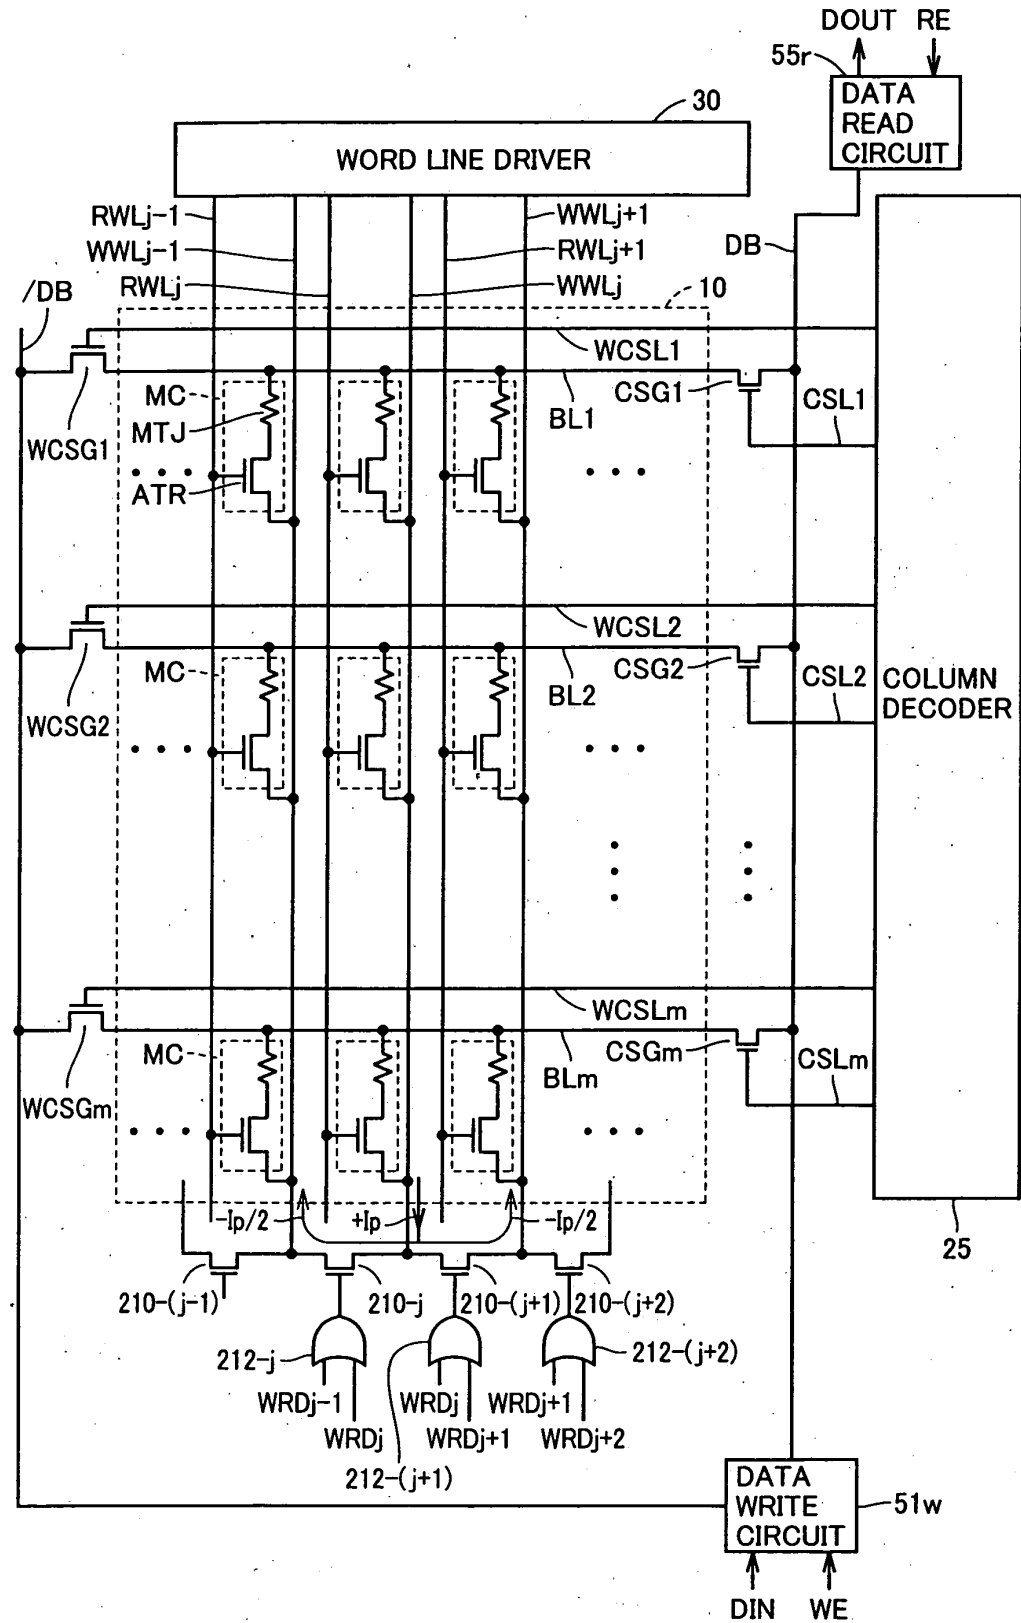 DOUT RE
55r
DATA
READ
CIRCUIT
30
WORD LINE DRIVER
RWLj-1
WWLj-1
RWLj
WWLj+1
RWLj+1
WWLj
DB
/DB
10
WCSL1
MC
MTJ
ATR
WCSG1
BL1
CSG1
CSL1
WCSL2
MC
WCSG2
BL2
CSG2
CSL2
COLUMN
DECODER
WCSLm
MC
WCSGm
BLm
CSGm
CSLm
-Ip/2
+Ip
-Ip/2
25
210-(j-1)
210-j
210-(j+1)
210-(j+2)
212-j
212-(j+2)
WRDj-1
WRDj
WRDj
WRDj+1
WRDj+1
WRDj+2
212-(j+1)
DATA
WRITE
CIRCUIT
51w
DIN WE